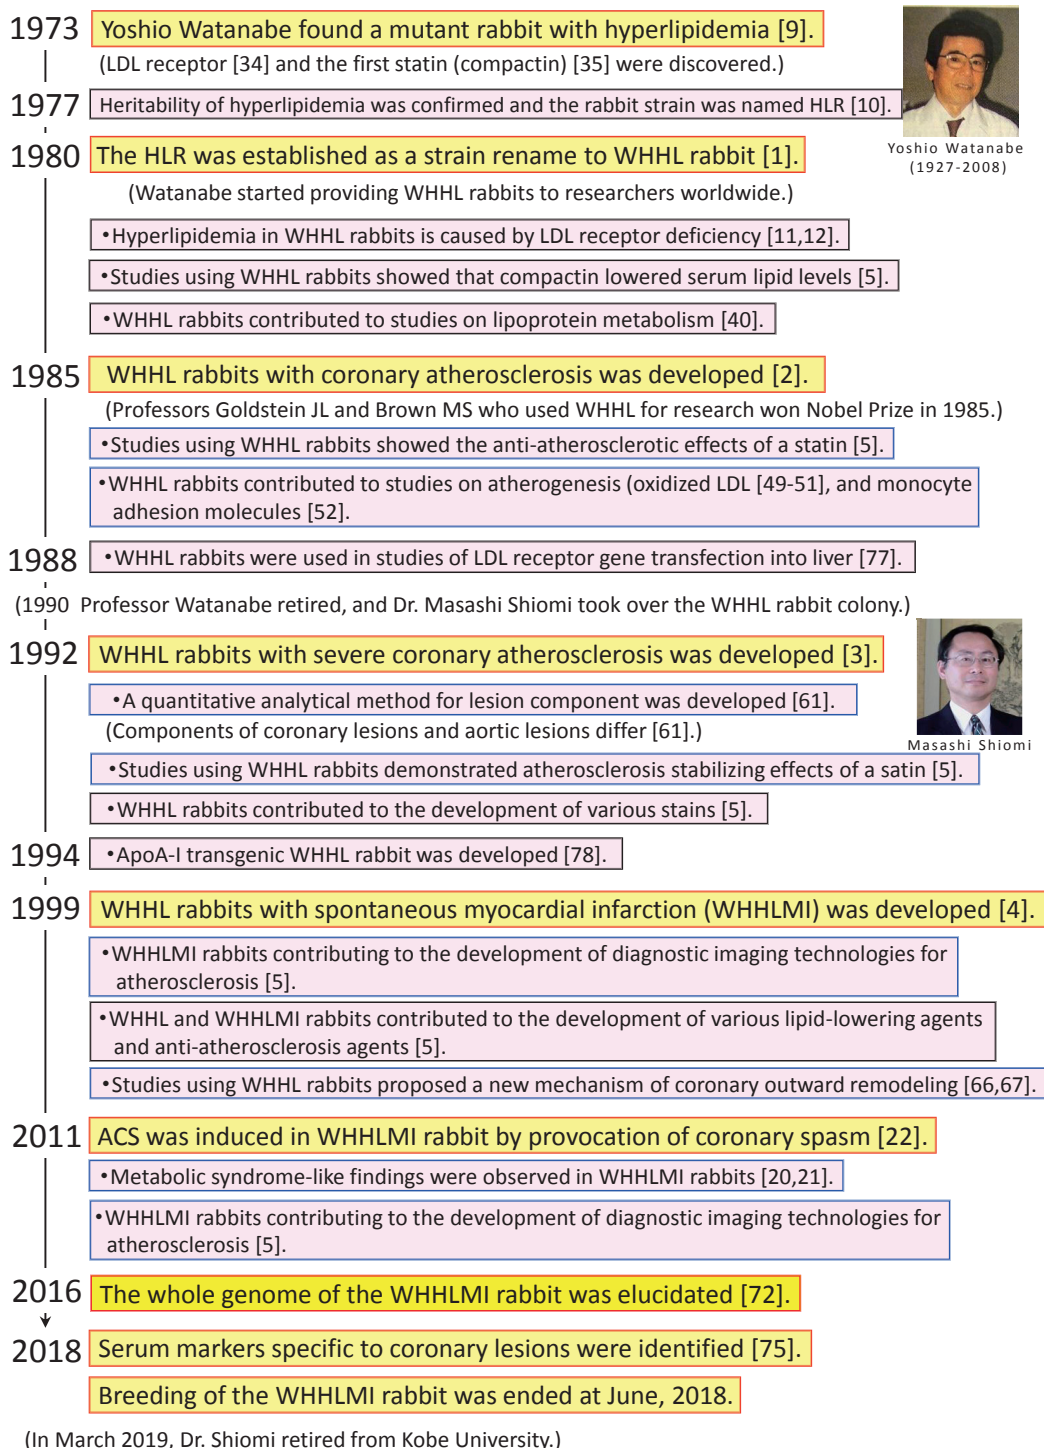 1973 Yoshio Watanabe found a mutant rabbit with hyperlipidemia [9].
(LDL receptor [34] and the first statin (compactin) [35] were discovered.)
1977 Heritability of hyperlipidemia was confirmed and the rabbit strain was named HLR [10].
Yoshio Watanabe
(1927-2008)
1980 The HLR was established as a strain rename to WHHL rabbit [1].
(Watanabe started providing WHHL rabbits to researchers worldwide.)
•Hyperlipidemia in WHHL rabbits is caused by LDL receptor deficiency [11,12].
•Studies using WHHL rabbits showed that compactin lowered serum lipid levels [5].
•WHHL rabbits contributed to studies on lipoprotein metabolism [40].
1985 WHHL rabbits with coronary atherosclerosis was developed [2].
(Professors Goldstein JL and Brown MS who used WHHL for research won Nobel Prize in 1985.)
•Studies using WHHL rabbits showed the anti-atherosclerotic effects of a statin [5].
•WHHL rabbits contributed to studies on atherogenesis (oxidized LDL [49-51], and monocyte
adhesion molecules [52].
1988 •WHHL rabbits were used in studies of LDL receptor gene transfection into liver [77].
(1990 Professor Watanabe retired, and Dr. Masashi Shiomi took over the WHHL rabbit colony.)
1992 WHHL rabbits with severe coronary atherosclerosis was developed [3].
•A quantitative analytical method for lesion component was developed [61].
(Components of coronary lesions and aortic lesions differ [61].)
Masashi Shiomi
•Studies using WHHL rabbits demonstrated atherosclerosis stabilizing effects of a satin [5].
•WHHL rabbits contributed to the development of various stains [5].
1994 •ApoA-I transgenic WHHL rabbit was developed [78].
1999 WHHL rabbits with spontaneous myocardial infarction (WHHLMI) was developed [4].
•WHHLMI rabbits contributing to the development of diagnostic imaging technologies for
atherosclerosis [5].
•WHHL and WHHLMI rabbits contributed to the development of various lipid-lowering agents
and anti-atherosclerosis agents [5].
•Studies using WHHL rabbits proposed a new mechanism of coronary outward remodeling [66,67].
2011 ACS was induced in WHHLMI rabbit by provocation of coronary spasm [22].
•Metabolic syndrome-like findings were observed in WHHLMI rabbits [20,21].
•WHHLMI rabbits contributing to the development of diagnostic imaging technologies for
atherosclerosis [5].
2016 The whole genome of the WHHLMI rabbit was elucidated [72].
2018 Serum markers specific to coronary lesions were identified [75].
Breeding of the WHHLMI rabbit was ended at June, 2018.
(In March 2019, Dr. Shiomi retired from Kobe University.)